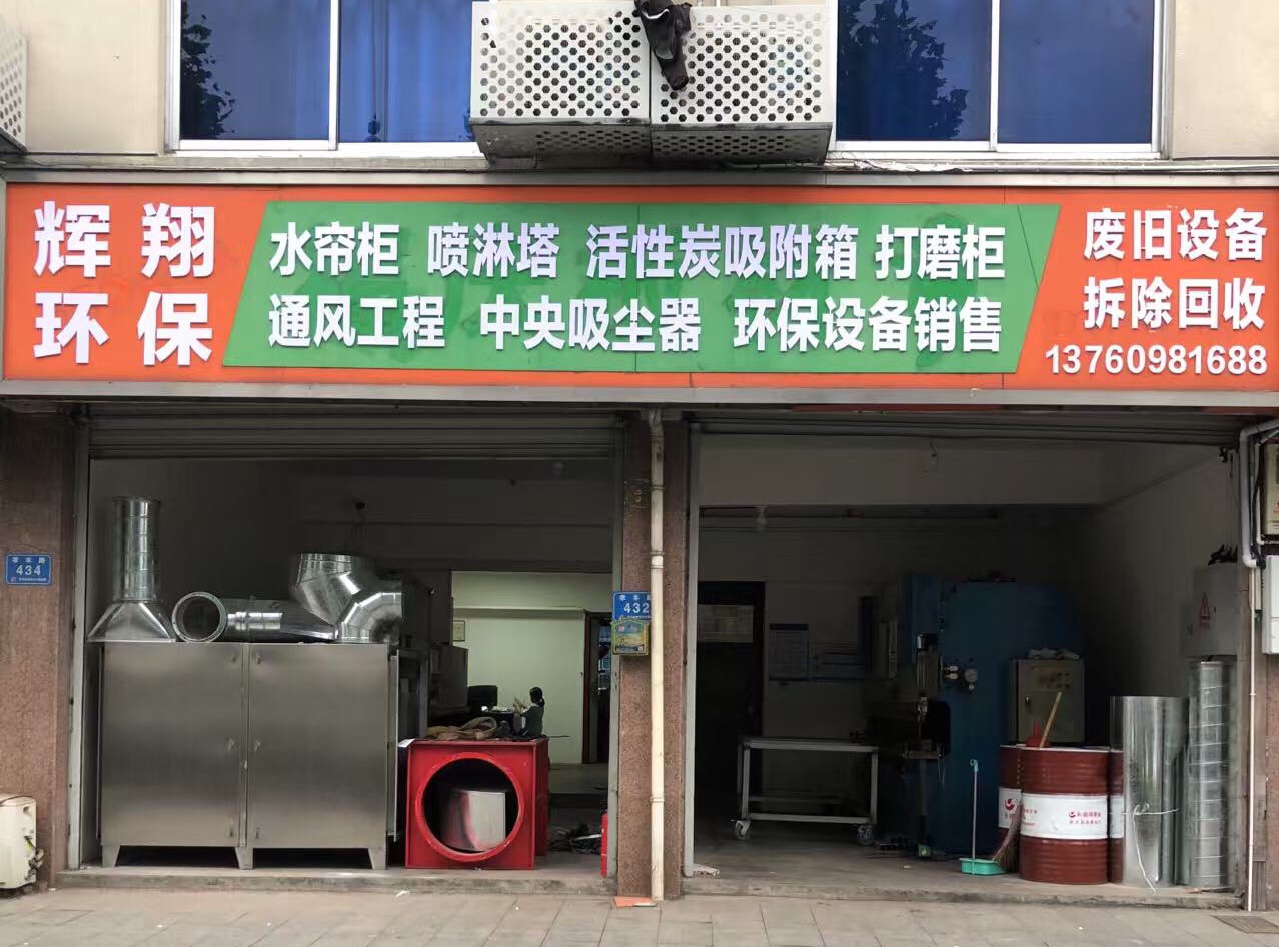 辉翔
环保
水帘柜 喷淋塔 活性炭吸附箱 打磨柜
通风工程 中央吸尘器 环保设备销售
废旧设备
拆除回收
13760981688
434
432